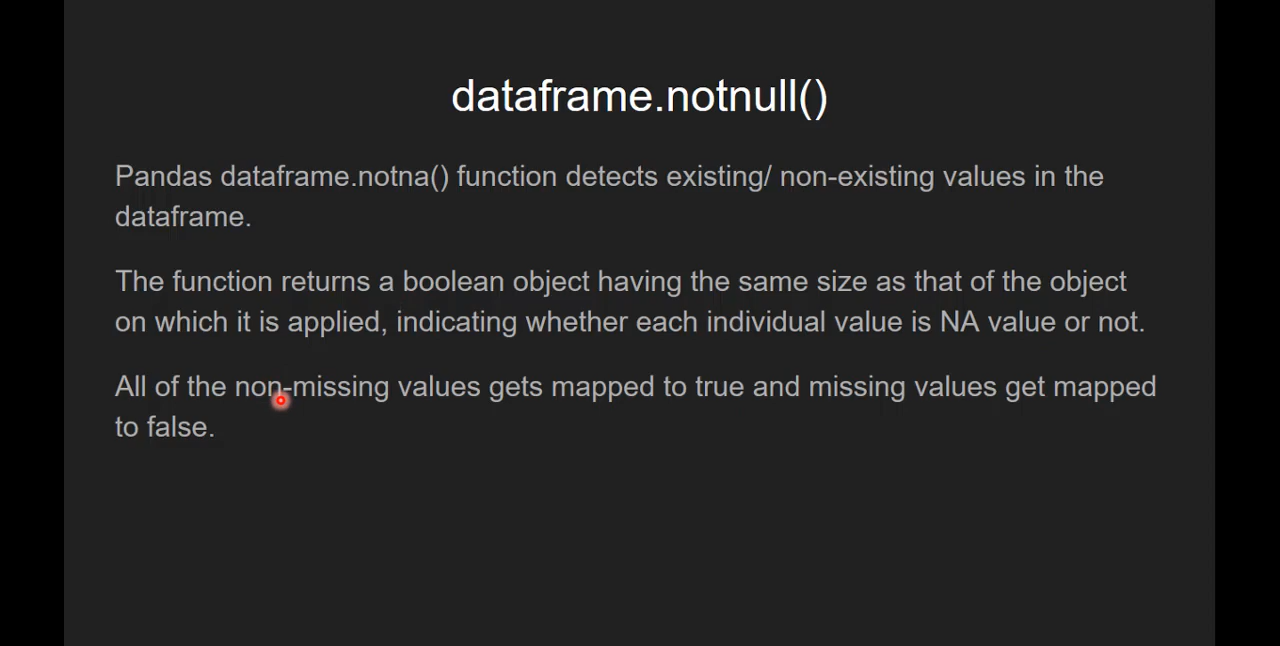 dataframe.notnull()
Pandas dataframe.notna() function detects existing/ non-existing values in the
dataframe.
The function returns a boolean object having the same size as that of the object
on which it is applied, indicating whether each individual value is NA value or not.
All of the non-missing values gets mapped to true and missing values get mapped
to false.